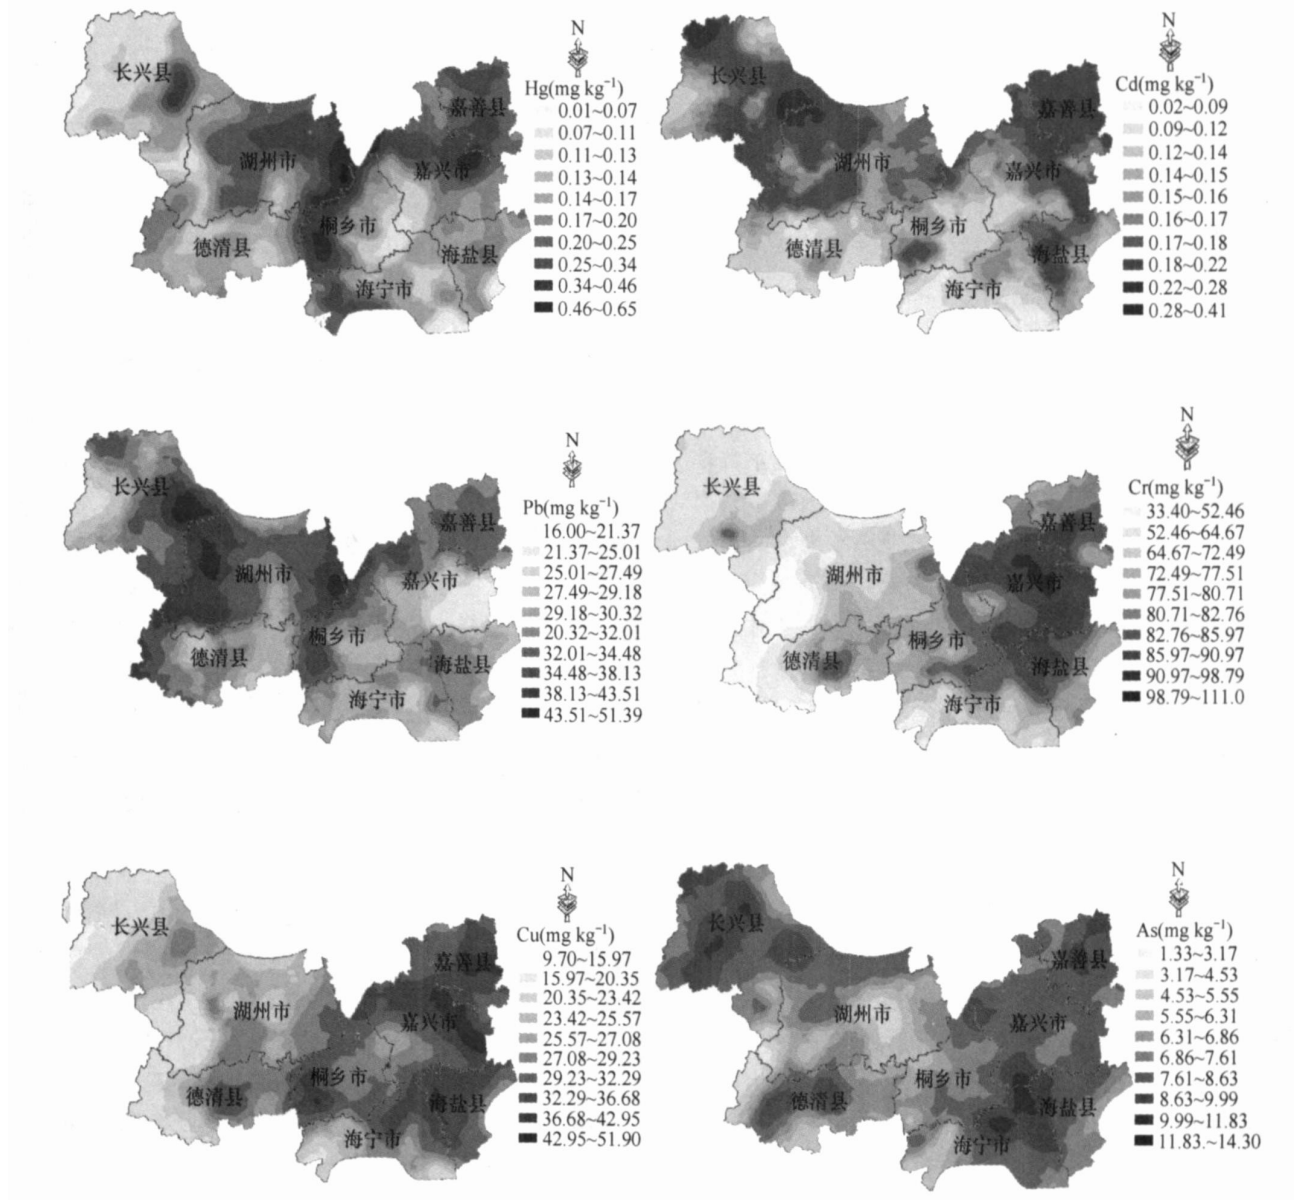 N
Hg(mg kg⁻¹)
0.01~0.07
0.07~0.11
0.11~0.13
0.13~0.14
0.14~0.17
0.17~0.20
0.20~0.25
0.25~0.34
0.34~0.46
0.46~0.65
长兴县
湖州市
嘉善县
嘉兴市
桐乡市
德清县
海盐县
海宁市
N
Cd(mg kg⁻¹)
0.02~0.09
0.09~0.12
0.12~0.14
0.14~0.15
0.15~0.16
0.16~0.17
0.17~0.18
0.18~0.22
0.22~0.28
0.28~0.41
长兴县
湖州市
嘉善县
嘉兴市
桐乡市
德清县
海盐县
海宁市
N
Pb(mg kg⁻¹)
16.00~21.37
21.37~25.01
25.01~27.49
27.49~29.18
29.18~30.32
20.32~32.01
32.01~34.48
34.48~38.13
38.13~43.51
43.51~51.39
长兴县
湖州市
嘉善县
嘉兴市
桐乡市
德清县
海盐县
海宁市
N
Cr(mg kg⁻¹)
33.40~52.46
52.46~64.67
64.67~72.49
72.49~77.51
77.51~80.71
80.71~82.76
82.76~85.97
85.97~90.97
90.97~98.79
98.79~111.0
长兴县
湖州市
嘉善县
嘉兴市
桐乡市
德清县
海盐县
海宁市
N
Cu(mg kg⁻¹)
9.70~15.97
15.97~20.35
20.35~23.42
23.42~25.57
25.57~27.08
27.08~29.23
29.23~32.29
32.29~36.68
36.68~42.95
42.95~51.90
长兴县
湖州市
嘉善县
嘉兴市
桐乡市
德清县
海盐县
海宁市
N
As(mg kg⁻¹)
1.33~3.17
3.17~4.53
4.53~5.55
5.55~6.31
6.31~6.86
6.86~7.61
7.61~8.63
8.63~9.99
9.99~11.83
11.83.~14.30
长兴县
湖州市
嘉善县
嘉兴市
桐乡市
德清县
海盐县
海宁市